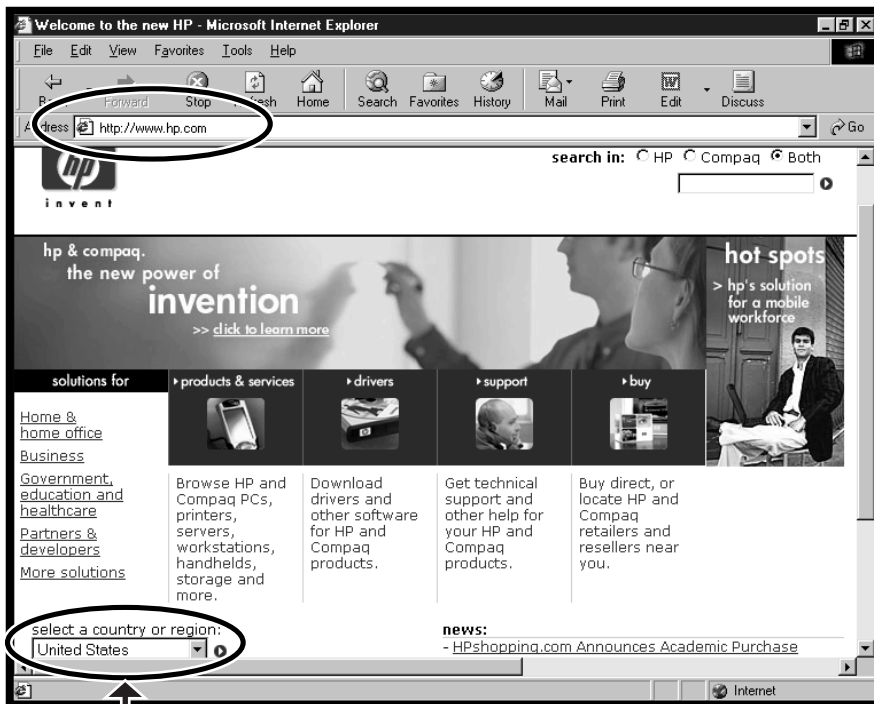 Welcome to the new HP - Microsoft Internet Explorer
File Edit View Favorites Tools Help
Forward Stop Refresh Home Search Favorites History Mail Print Edit Discuss
Address http://www.hp.com Go
hp
invent
search in: HP Compaq Both
hp & compaq.
the new power of
invention
>> click to learn more
hot spots
> hp's solution
for a mobile
workforce
solutions for
Home &
home office
Business
Government,
education and
healthcare
Partners &
developers
More solutions
products & services
Browse HP and
Compaq PCs,
printers,
servers,
workstations,
handhelds,
storage and
more.
drivers
Download
drivers and
other software
for HP and
Compaq
products.
support
Get technical
support and
other help for
your HP and
Compaq
products.
buy
Buy direct, or
locate HP and
Compaq
retailers and
resellers near
you.
select a country or region:
United States
news:
- HPshopping.com Announces Academic Purchase
Internet